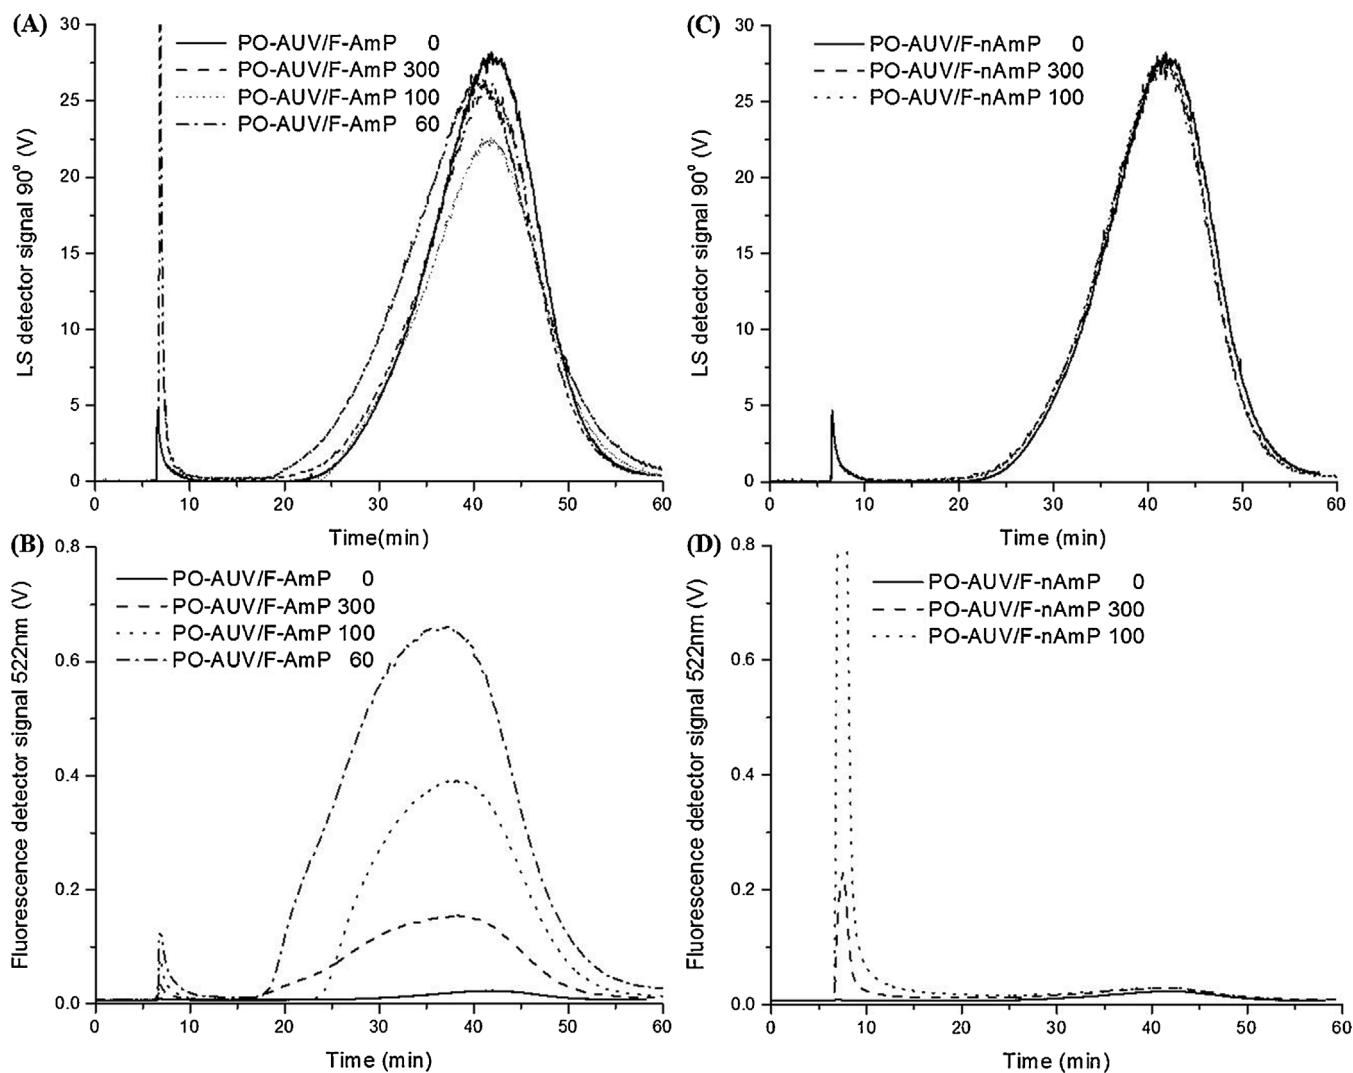 (A)
30
25
20
15
10
5
0
LS detector signal 90° (V)
PO-AUV/F-AmP 0
PO-AUV/F-AmP 300
PO-AUV/F-AmP 100
PO-AUV/F-AmP 60
0 10 20 30 40 50 60
Time(min)
(C)
30
25
20
15
10
5
0
LS detector signal 90° (V)
PO-AUV/F-nAmP 0
PO-AUV/F-nAmP 300
PO-AUV/F-nAmP 100
0 10 20 30 40 50 60
Time (min)
(B)
0.8
0.6
0.4
0.2
0.0
Fluorescence detector signal 522nm (V)
PO-AUV/F-AmP 0
PO-AUV/F-AmP 300
PO-AUV/F-AmP 100
PO-AUV/F-AmP 60
0 10 20 30 40 50 60
Time (min)
(D)
0.8
0.6
0.4
0.2
0.0
Fluorescence detector signal 522nm (V)
PO-AUV/F-nAmP 0
PO-AUV/F-nAmP 300
PO-AUV/F-nAmP 100
0 10 20 30 40 50 60
Time (min)